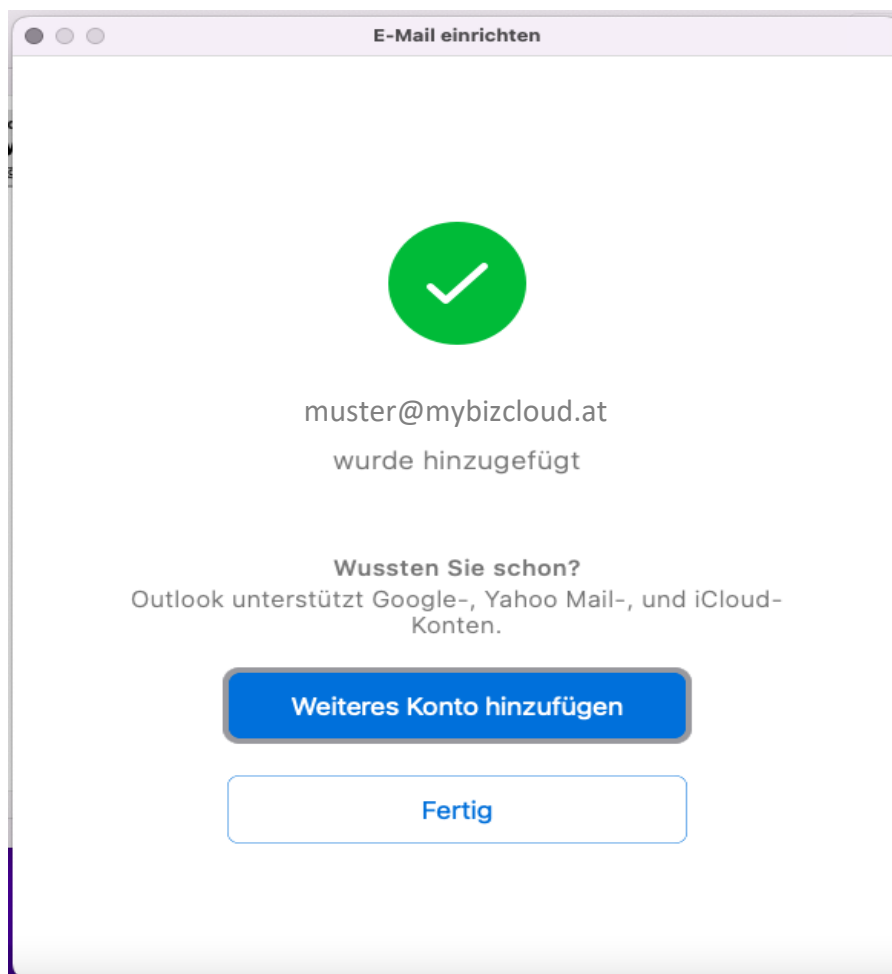 E-Mail einrichten
muster@mybizcloud.at
wurde hinzugefügt
Wussten Sie schon?
Outlook unterstützt Google-, Yahoo Mail-, und iCloud-
Konten.
Weiteres Konto hinzufügen
Fertig